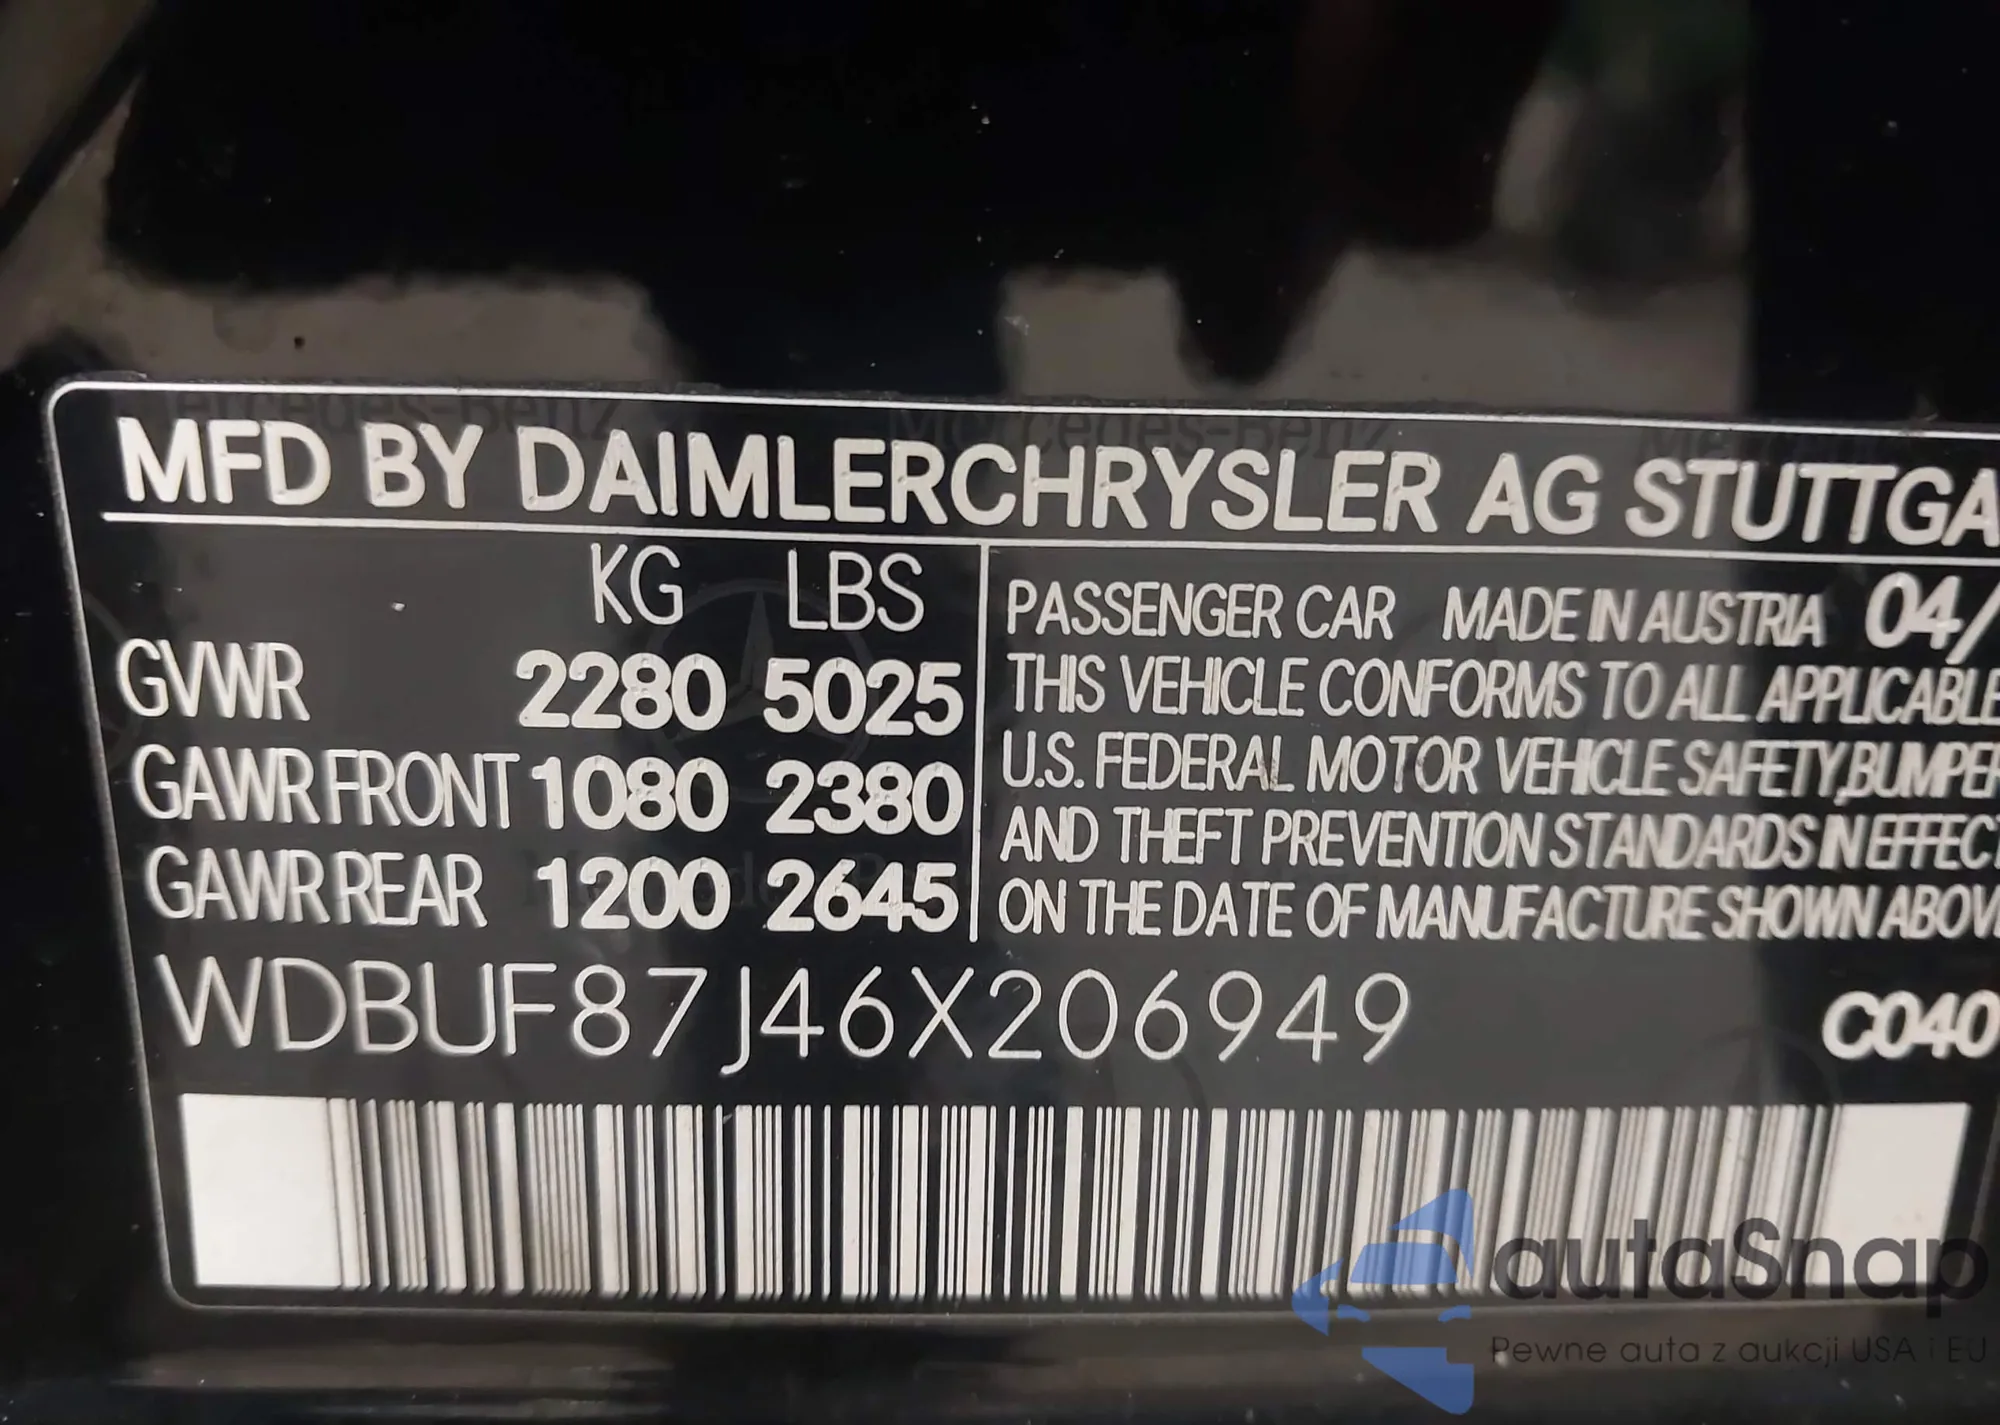 MFD BY DAIMLERCHRYSLER AG STUTTGA
KG LBS
GVWR 2280 5025
GAWR FRONT 1080 2380
GAWR REAR 1200 2645
PASSENGER CAR MADE IN AUSTRIA 04/
THIS VEHICLE CONFORMS TO ALL APPLICABLE
U.S. FEDERAL MOTOR VEHICLE SAFETY, BUMPER
AND THEFT PREVENTION STANDARDS IN EFFECT
ON THE DATE OF MANUFACTURE SHOWN ABOV
WDBUF87J46X206949
C040
autaSnap
Pewne auta z aukcji USA i EU